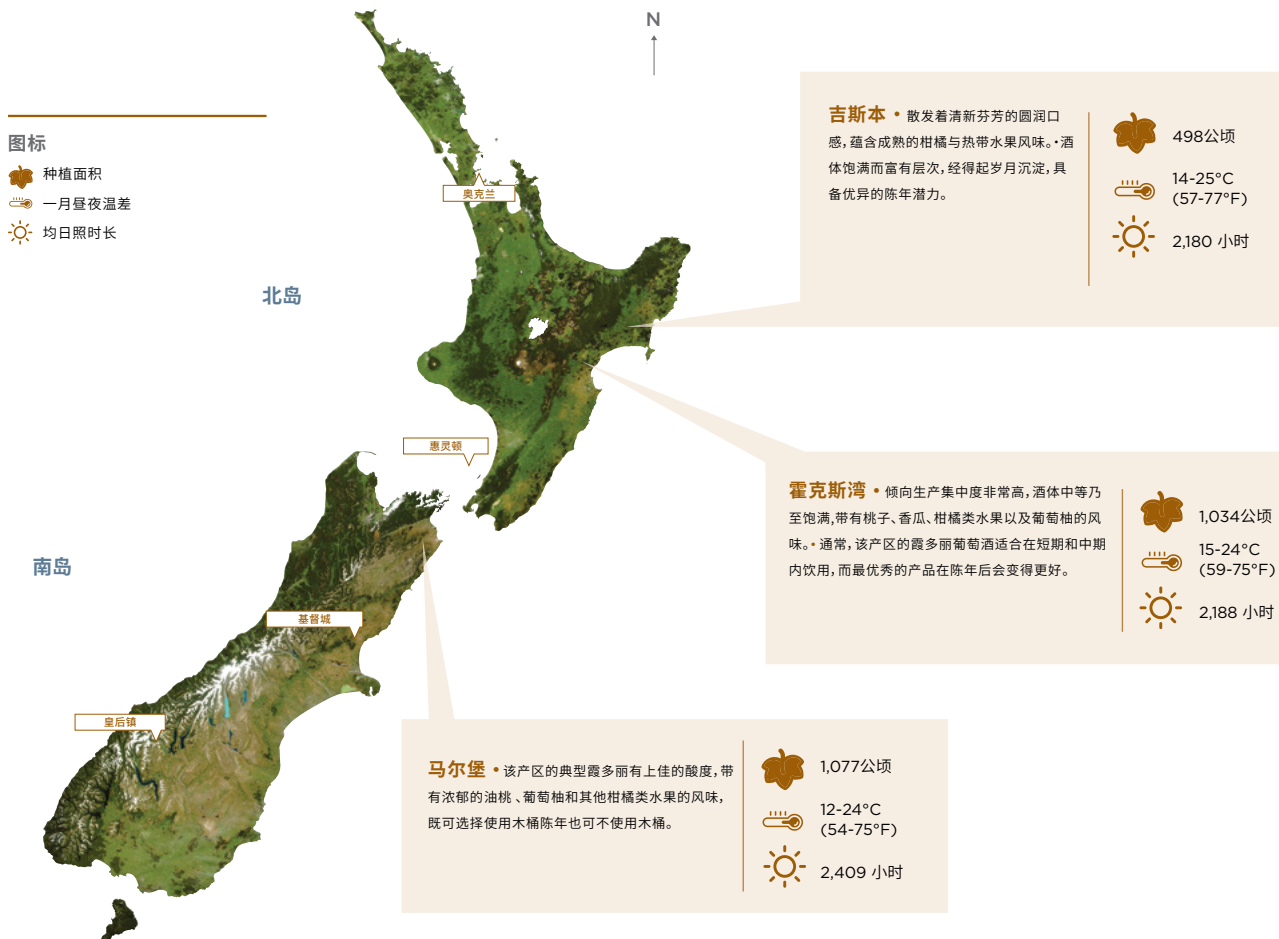 N
图标
种植面积
一月昼夜温差
均日照时长
北岛
南岛
奥克兰
惠灵顿
基督城
皇后镇
吉斯本 • 散发着清新芬芳的圆润口
感,蕴含成熟的柑橘与热带水果风味。•酒
体饱满而富有层次,经得起岁月沉淀,具
备优异的陈年潜力。
498公顷
14-25°C
(57-77°F)
2,180 小时
霍克斯湾 • 倾向生产集中度非常高,酒体中等乃
至饱满,带有桃子、香瓜、柑橘类水果以及葡萄柚的风
味。• 通常,该产区的霞多丽葡萄酒适合在短期和中期
内饮用,而最优秀的产品在陈年后会变得更好。
1,034公顷
15-24°C
(59-75°F)
2,188 小时
马尔堡 • 该产区的典型霞多丽有上佳的酸度,带
有浓郁的油桃 、葡萄柚和其他柑橘类水果的风味,
既可选择使用木桶陈年也可不使用木桶。
1,077公顷
12-24°C
(54-75°F)
2,409 小时